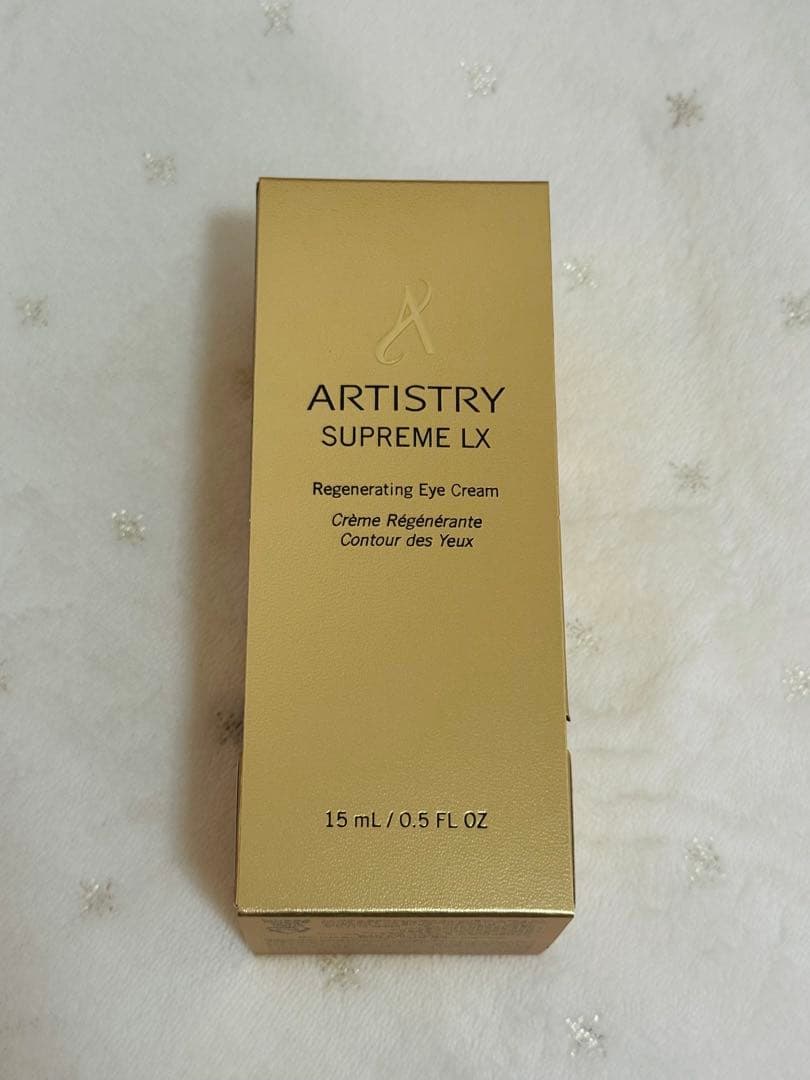 ARTISTRY
SUPREME LX
Regenerating Eye Cream
Crème Régénérante
Contour des Yeux
15 mL / 0.5 FL OZ